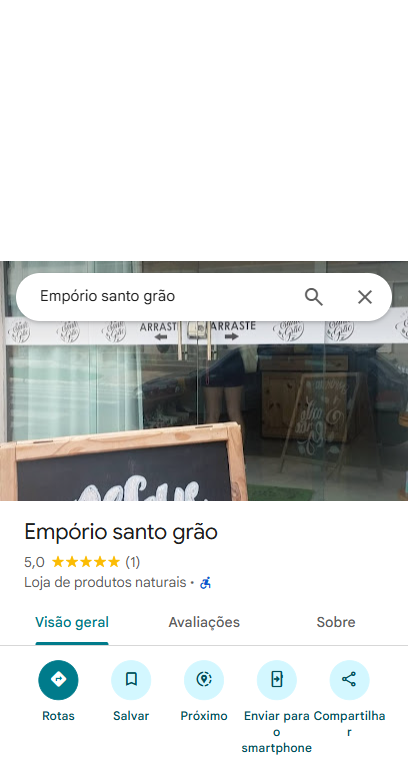 Empório santo grão
ARRASTE
ARRASTE
Empório santo grão
5,0 (1)
Loja de produtos naturais ·
Visão geral
Avaliações
Sobre
Rotas
Salvar
Próximo
Enviar para o smartphone
Compartilhar